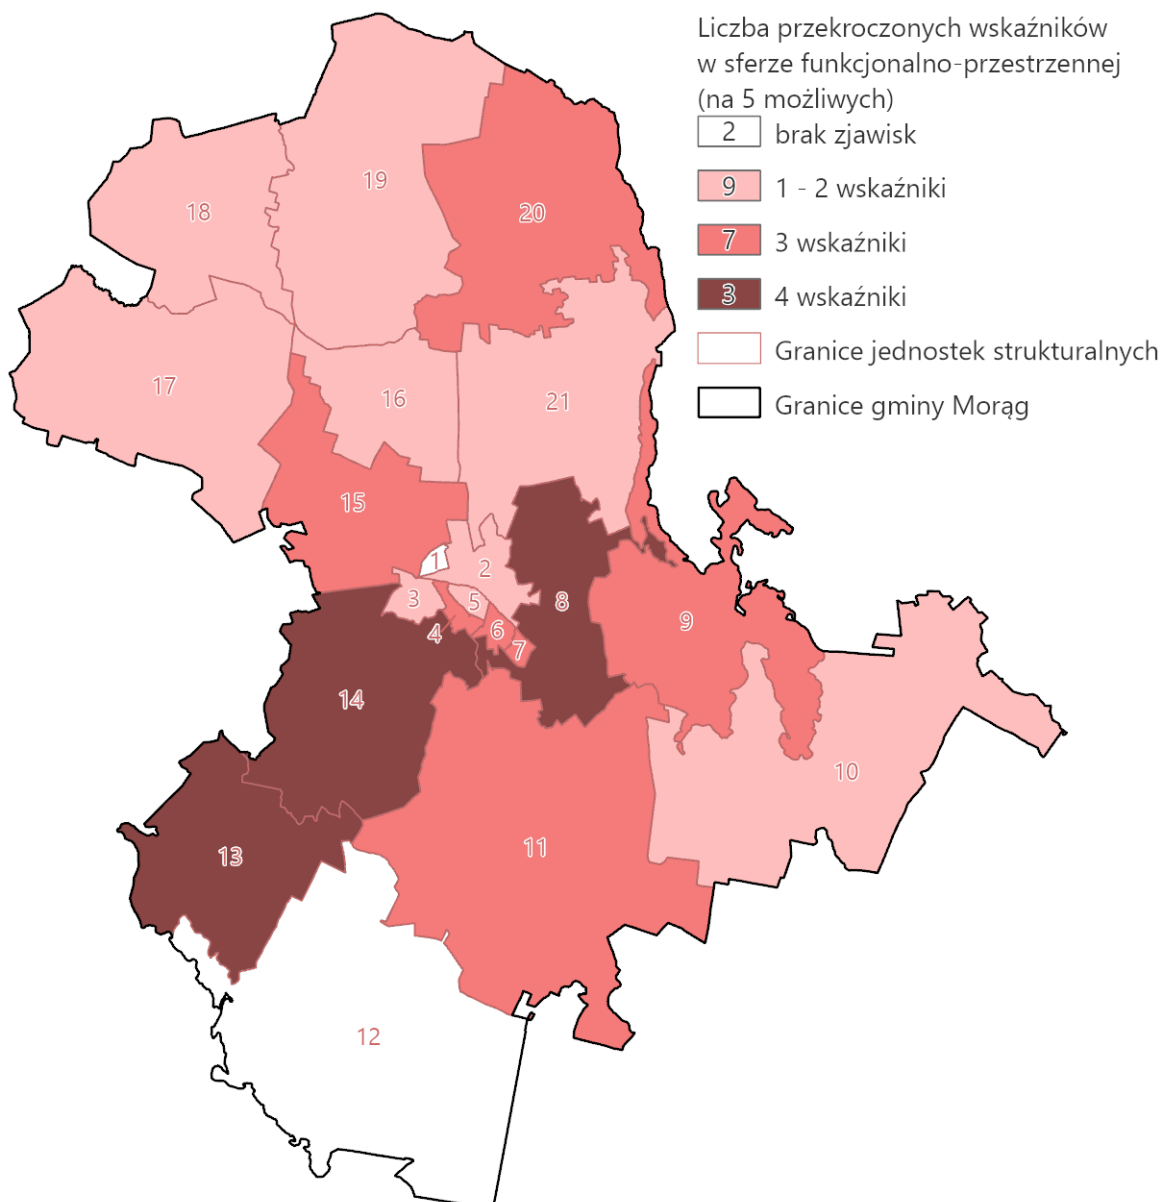 Liczba przekroczonych wskaźników
w sferze funkcjonalno-przestrzennej
(na 5 możliwych)
2 brak zjawisk
9 1 - 2 wskaźniki
7 3 wskaźniki
3 4 wskaźniki
Granice jednostek strukturalnych
Granice gminy Morąg
19
18
20
17
16
21
15
1
2
3
5
8
4
6
7
9
14
10
13
11
12